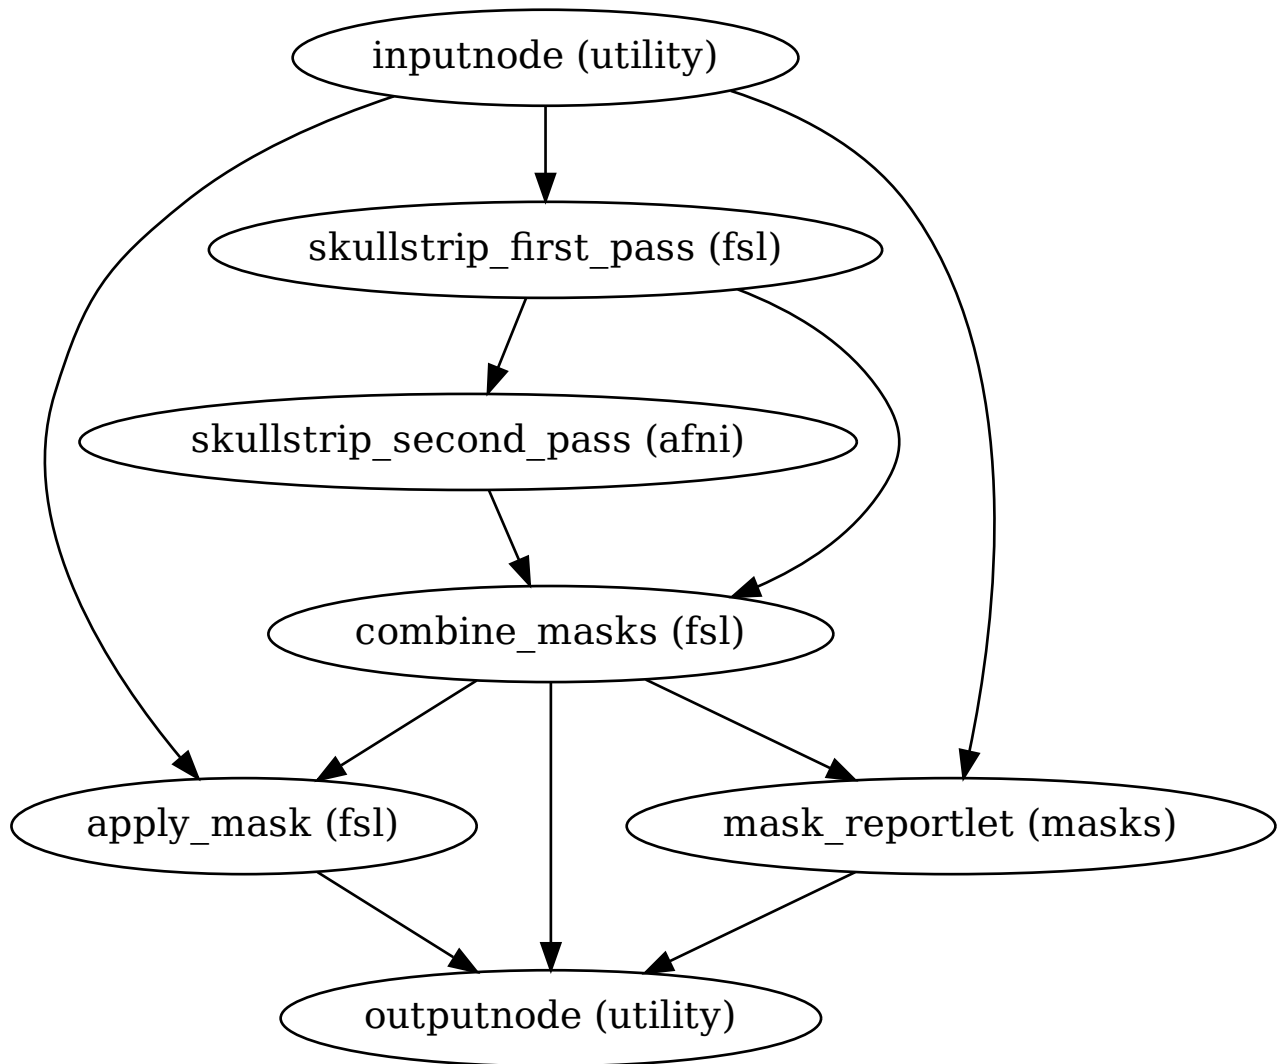 inputnode (utility)
skullstrip_first_pass (fsl)
skullstrip_second_pass (afni)
combine_masks (fsl)
apply_mask (fsl)
mask_reportlet (masks)
outputnode (utility)